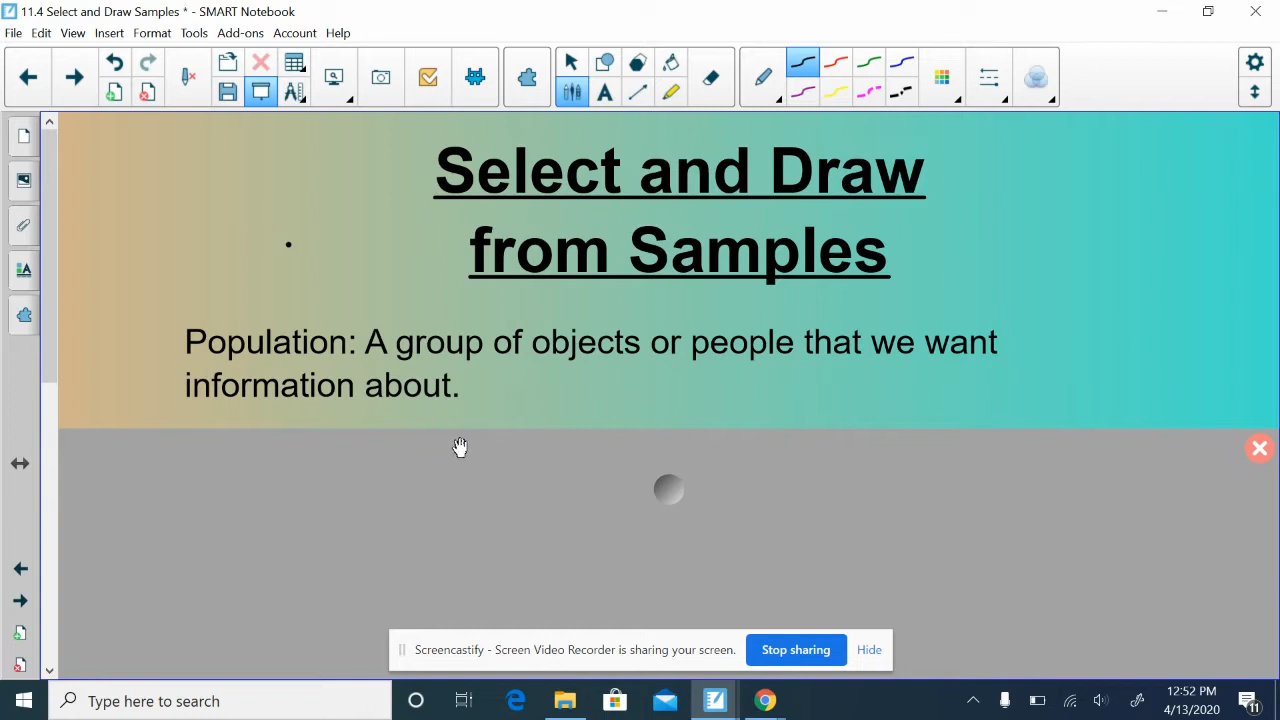 11.4 Select and Draw Samples * - SMART Notebook
File Edit View Insert Format Tools Add-ons Account Help
Select and Draw
from Samples
Population: A group of objects or people that we want
information about.
Screencastify - Screen Video Recorder is sharing your screen. Stop sharing Hide
Type here to search
12:52 PM
4/13/2020
11